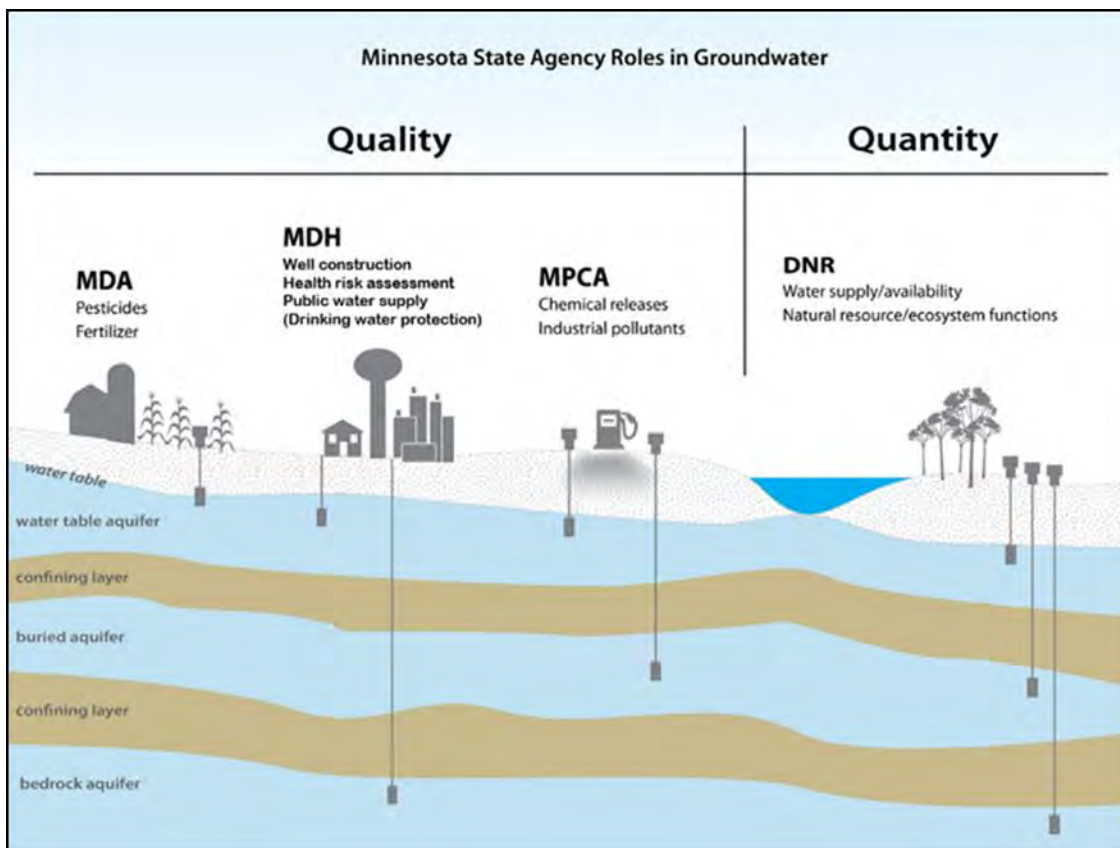 Minnesota State Agency Roles in Groundwater
Quality
Quantity
MDA
Pesticides
Fertilizer
MDH
Well construction
Health risk assessment
Public water supply
(Drinking water protection)
MPCA
Chemical releases
Industrial pollutants
DNR
Water supply/availability
Natural resource/ecosystem functions
water table
water table aquifer
confining layer
buried aquifer
confining layer
bedrock aquifer